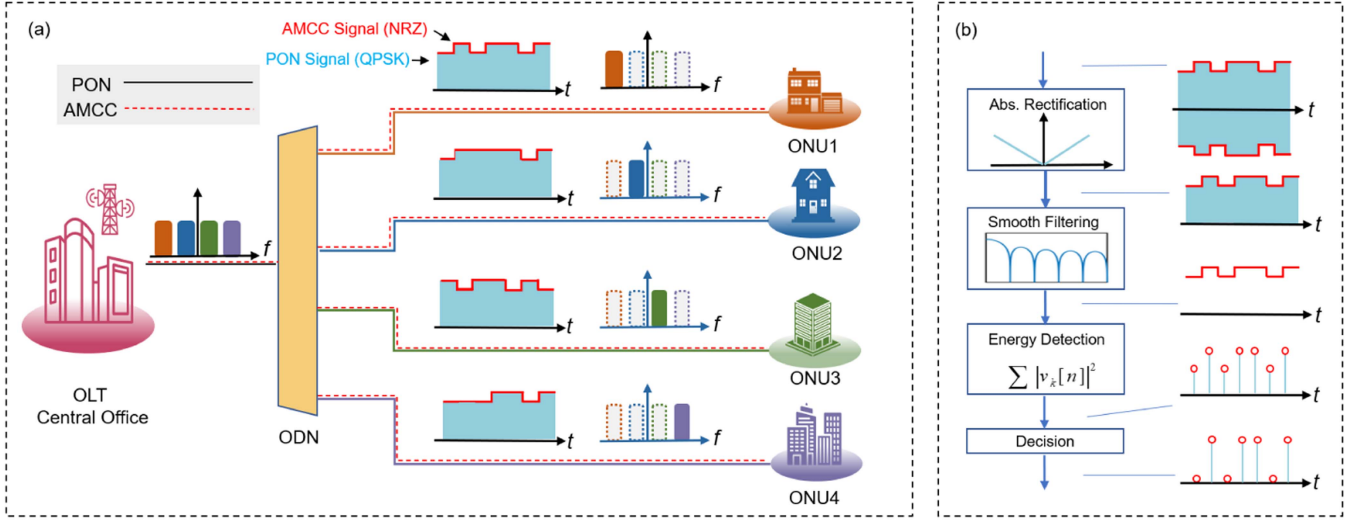 (a)
AMCC Signal (NRZ)
PON Signal (QPSK)
PON
AMCC
t
f
ONU1
t
f
ONU2
f
OLT
Central Office
t
f
ONU3
t
f
ODN
ONU4
(b)
Abs. Rectification
t
t
Smooth Filtering
t
Energy Detection
∑ |v_k[n]|²
t
Decision
t